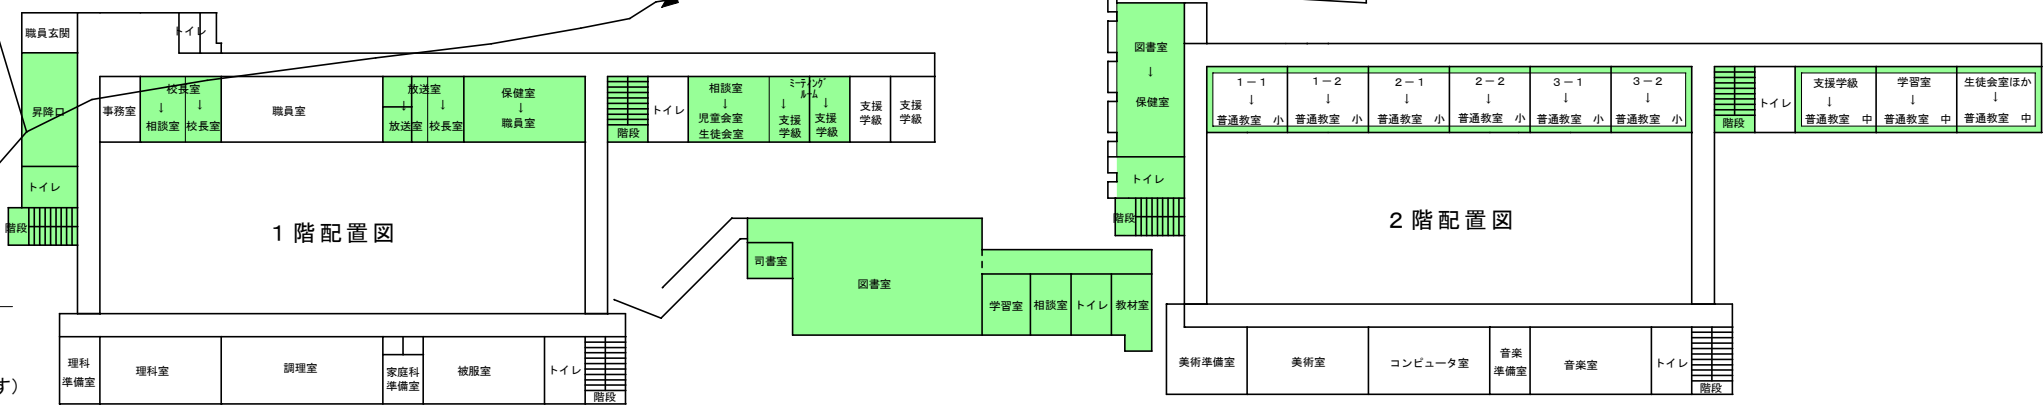 職員玄関
トイレ
昇降口
トイレ
階段
事務室
校長室
↓ ↓
相談室 校長室
職員室
放送室
↓ ↓
放送室 校長室
保健室
↓
職員室
階段
トイレ
相談室
↓
児童会室
生徒会室
ミーティング
ルーム
↓ ↓
支援 支援
学級 学級
支援
学級
支援
学級
1階配置図
理科
準備室
理科室
調理室
家庭科
準備室
被服室
トイレ
階段
す)
司書室
図書室
学習室
相談室
トイレ
教材室
図書室
↓
保健室
トイレ
階段
1-1
↓
普通教室 小
1-2
↓
普通教室 小
2-1
↓
普通教室 小
2-2
↓
普通教室 小
3-1
↓
普通教室 小
3-2
↓
普通教室 小
階段
トイレ
支援学級
↓
普通教室 中
学習室
↓
普通教室 中
生徒会室ほか
↓
普通教室 中
2階配置図
美術準備室
美術室
コンピュータ室
音楽
準備室
音楽室
トイレ
階段